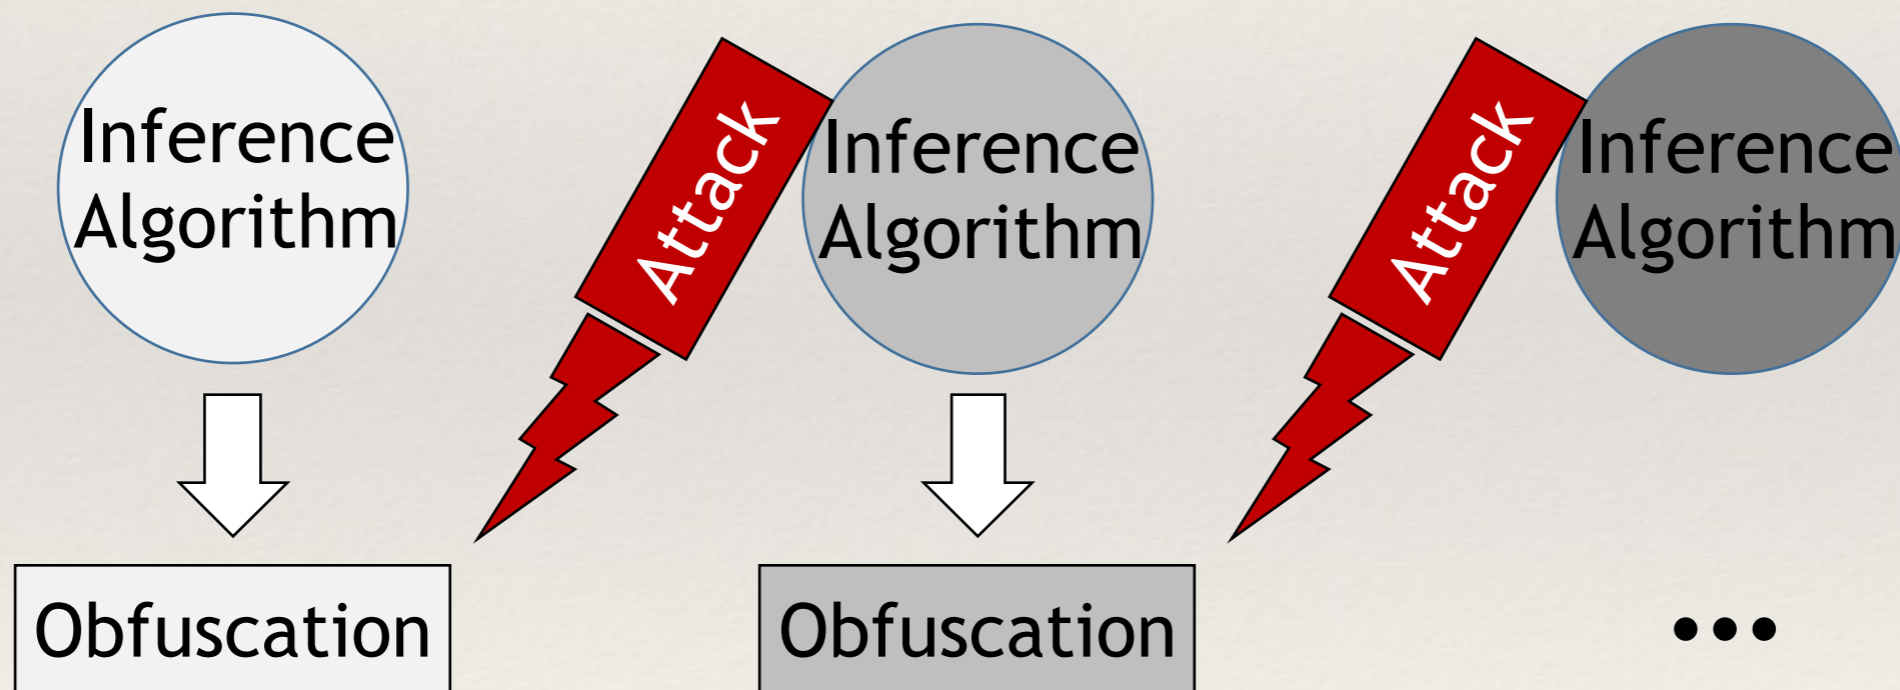 Inference
Algorithm
Obfuscation
Attack
Inference
Algorithm
Obfuscation
Attack
Inference
Algorithm
...